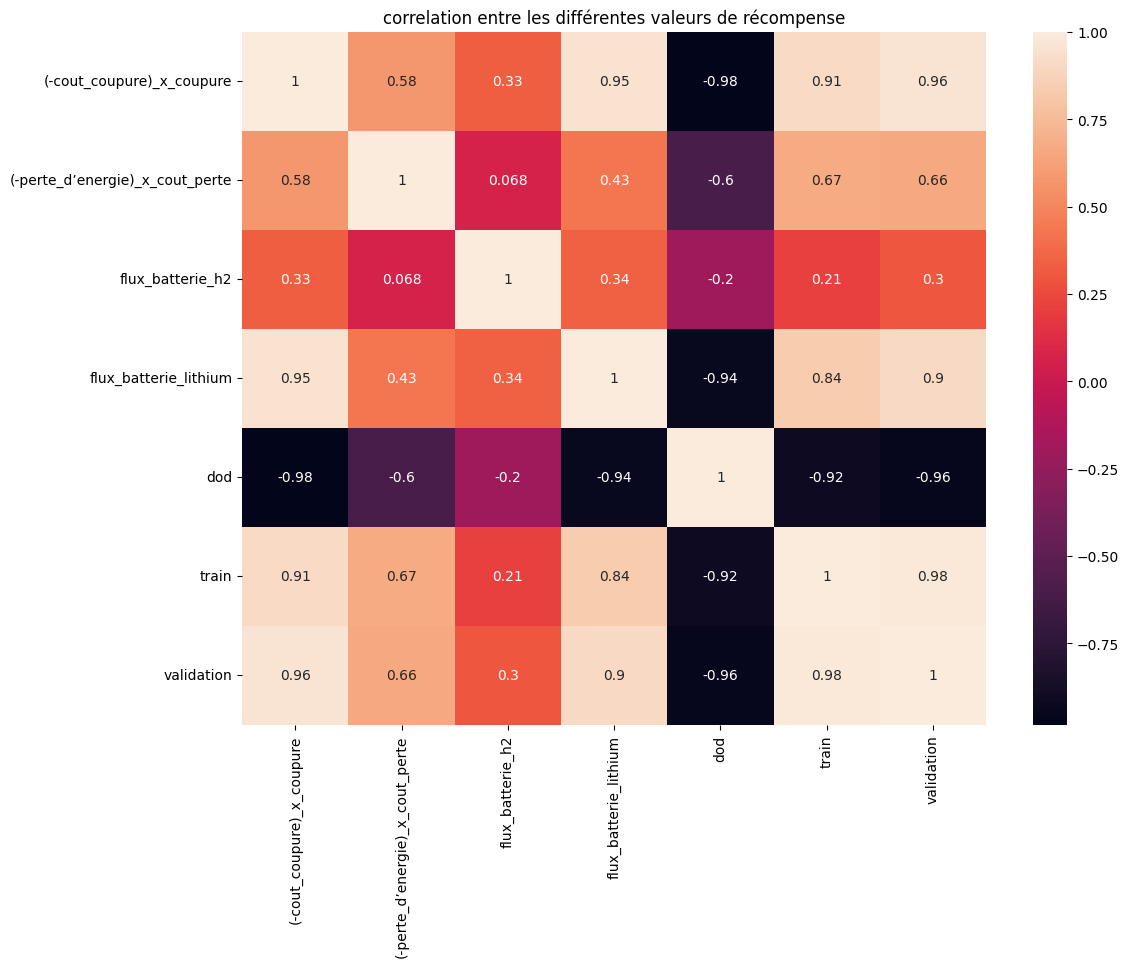 correlation entre les différentes valeurs de récompense
(-cout_coupure)_x_coupure 1 0.58 0.33 0.95 -0.98 0.91 0.96
(-perte_d’energie)_x_cout_perte 0.58 1 0.068 0.43 -0.6 0.67 0.66
flux_batterie_h2 0.33 0.068 1 0.34 -0.2 0.21 0.3
flux_batterie_lithium 0.95 0.43 0.34 1 -0.94 0.84 0.9
dod -0.98 -0.6 -0.2 -0.94 1 -0.92 -0.96
train 0.91 0.67 0.21 0.84 -0.92 1 0.98
validation 0.96 0.66 0.3 0.9 -0.96 0.98 1
(-cout_coupure)_x_coupure
(-perte_d’energie)_x_cout_perte
flux_batterie_h2
flux_batterie_lithium
dod
train
validation
1.00
0.75
0.50
0.25
0.00
−0.25
−0.50
−0.75